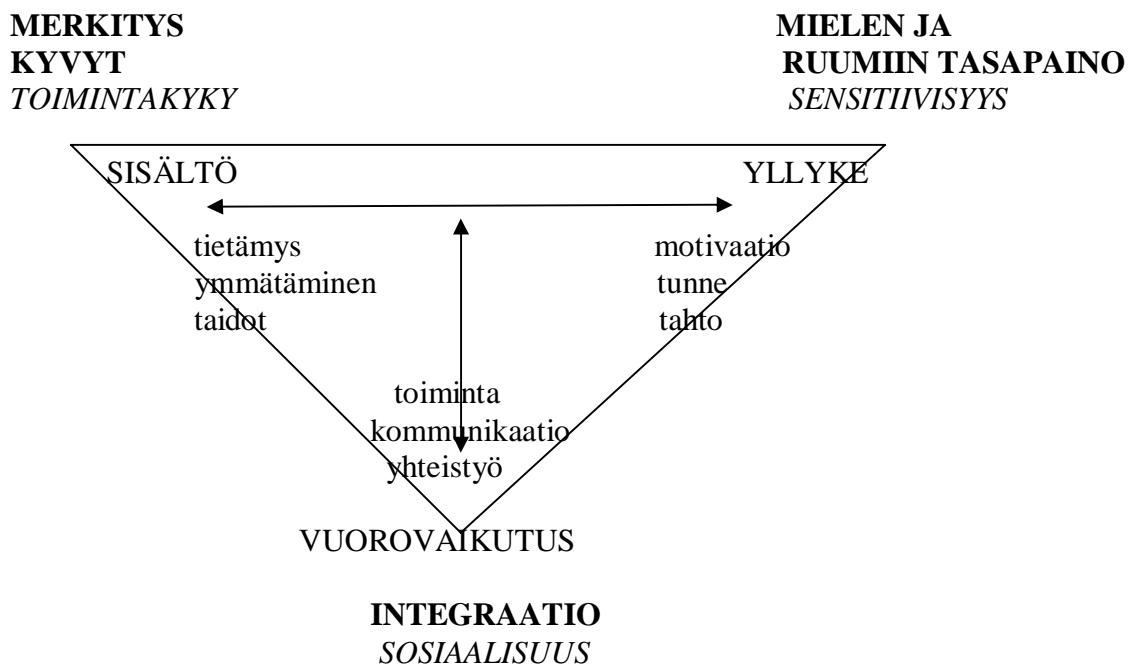 MERKITYS
KYVYT
TOIMINTAKYKY
MIELEN JA
RUUMIIN TASAPAINO
SENSITIIVISYYS
SISÄLTÖ
YLLYKE
tietämys
ymmätäminen
taidot
motivaatio
tunne
tahto
toiminta
kommunikaatio
yhteistyö
VUOROVAIKUTUS
INTEGRAATIO
SOSIAALISUUS